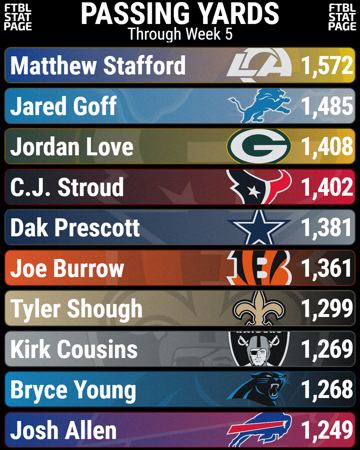 FTBL
STAT
PAGE
PASSING YARDS
Through Week 5
FTBL
STAT
PAGE
Matthew Stafford 1,572
Jared Goff 1,485
Jordan Love G 1,408
C.J. Stroud 1,402
Dak Prescott 1,381
Joe Burrow B 1,361
Tyler Shough 1,299
Kirk Cousins RAIDERS 1,269
Bryce Young 1,268
Josh Allen 1,249